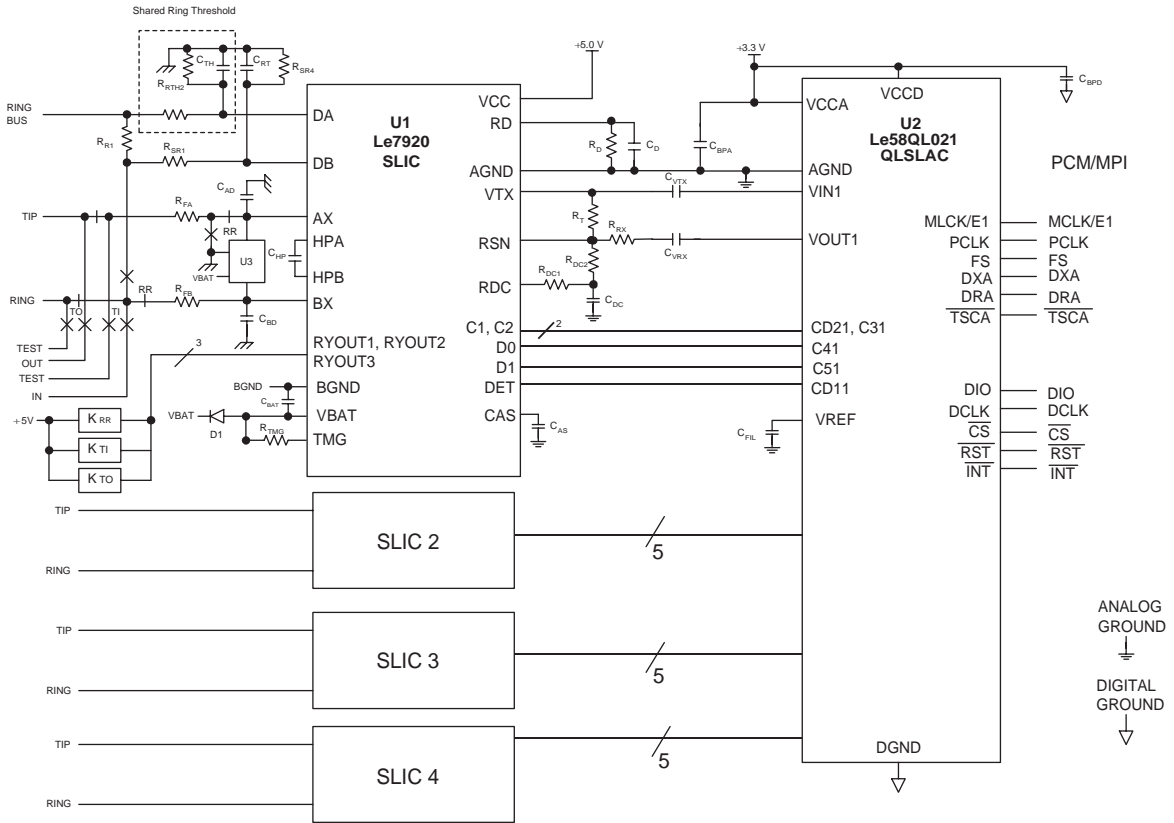 Shared Ring Threshold
C_TH
C_RT
R_RTH2
R_SR4
RING
BUS
R_R1
R_SR1
C_AD
TIP
R_FA
RR
U3
C_HP
VBAT
RING
RR
R_FB
TO
TI
C_BD
TEST
OUT
TEST
IN
3
+5V
K RR
K TI
K TO
BGND
C_BAT
VBAT
D1
R_TMG
U1
Le7920
SLIC
DA
DB
AX
HPA
HPB
BX
RYOUT1, RYOUT2
RYOUT3
BGND
VBAT
TMG
VCC
RD
AGND
VTX
RSN
RDC
C1, C2
D0
D1
DET
CAS
+5.0 V
R_D
C_D
C_BPA
C_VTX
R_T
R_RX
C_VRX
R_DC2
R_DC1
C_DC
2
C_AS
C_FIL
+3.3 V
C_BPD
VCCD
VCCA
U2
Le58QL021
QLSLAC
AGND
VIN1
VOUT1
CD21, C31
C41
C51
CD11
VREF
PCM/MPI
MLCK/E1 MCLK/E1
PCLK PCLK
FS FS
DXA DXA
DRA DRA
TSCA TSCA
DIO DIO
DCLK DCLK
CS CS
RST RST
INT INT
DGND
TIP
RING
SLIC 2
5
TIP
RING
SLIC 3
5
TIP
RING
SLIC 4
5
ANALOG
GROUND
DIGITAL
GROUND